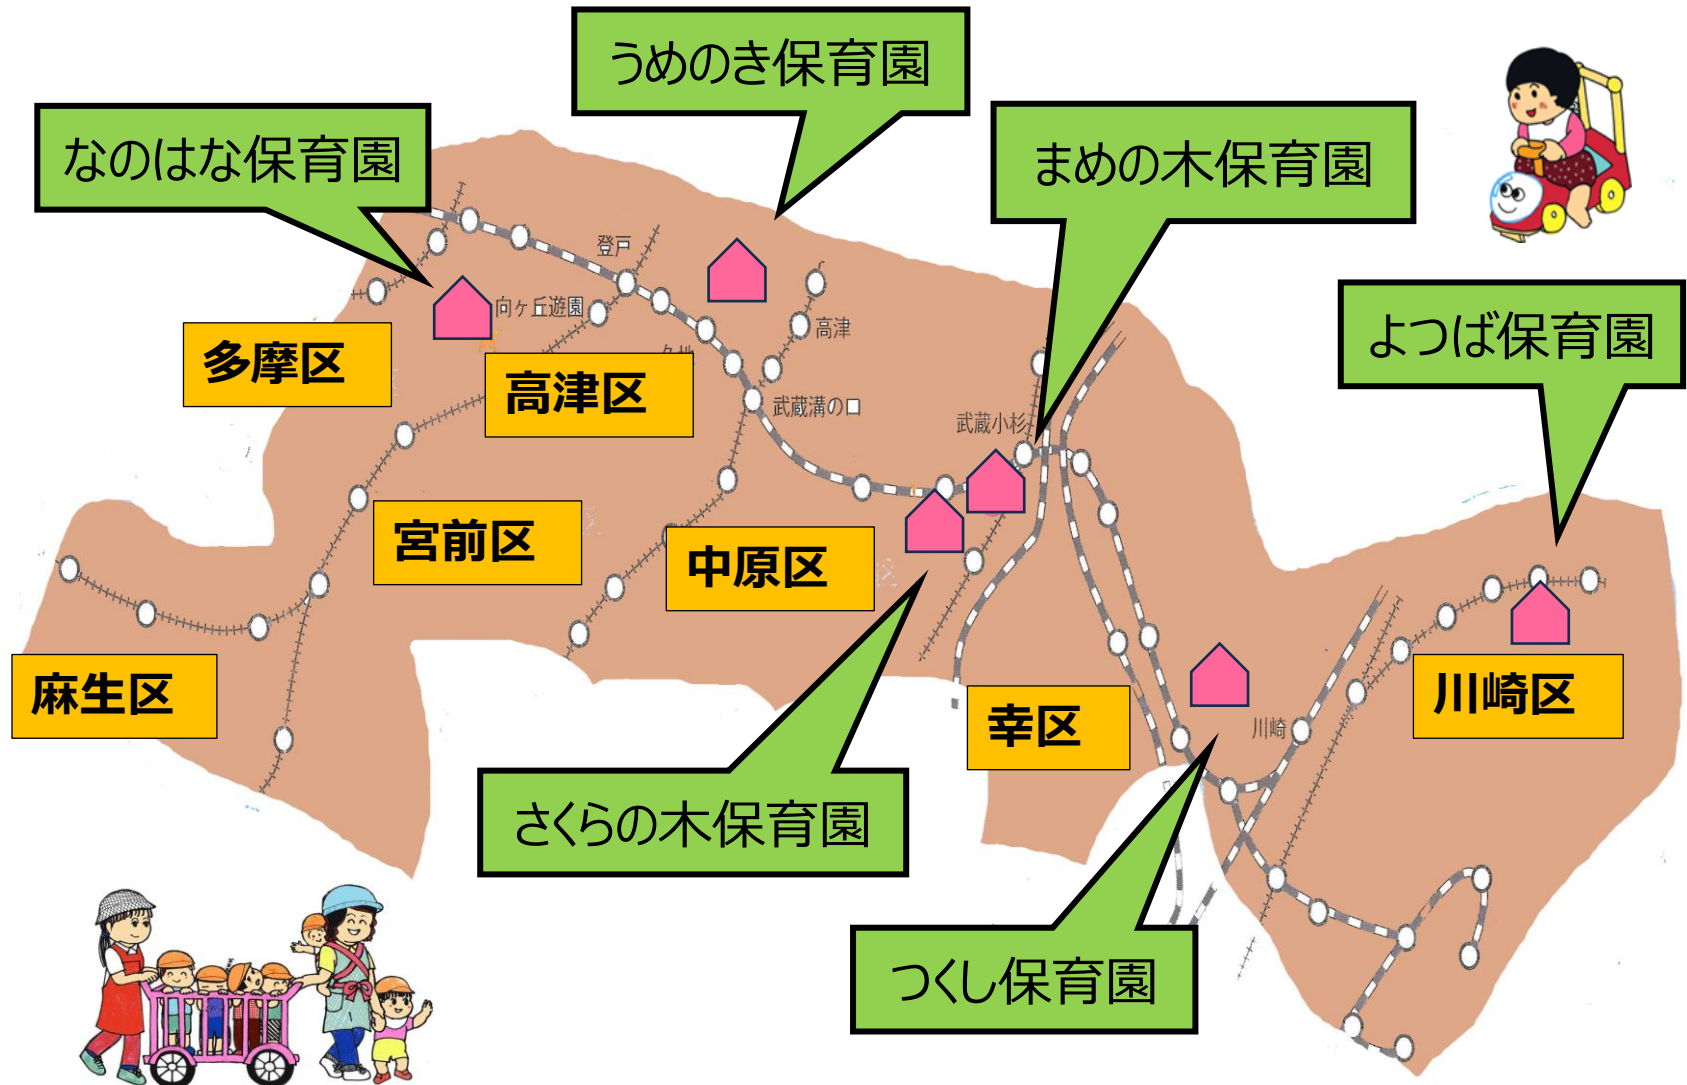 うめのき保育園
なのはな保育園
まめの木保育園
よつば保育園
登戸
向ヶ丘遊園
高津
多摩区
高津区
武蔵溝の口
武蔵小杉
宮前区
中原区
麻生区
幸区
川崎
川崎区
さくらの木保育園
つくし保育園